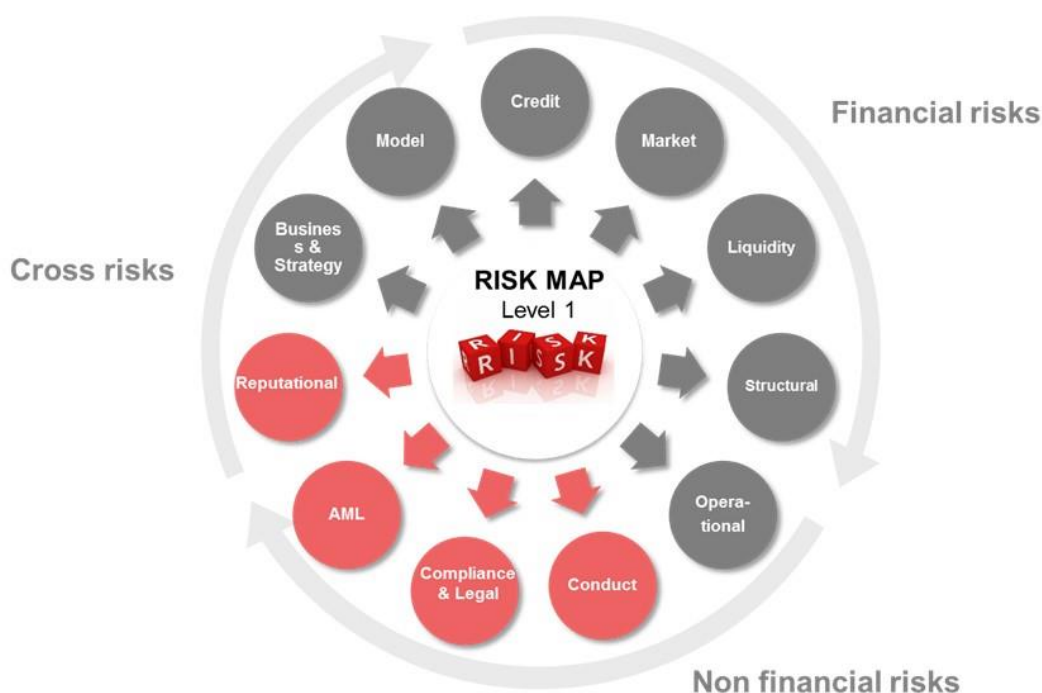 Credit
Model
Market
Financial risks
Busines
s &
Strategy
Liquidity
Cross risks
RISK MAP
Level 1
R I S K
R I S K
Reputational
Structural
AML
Opera-
tional
Compliance
& Legal
Conduct
Non financial risks